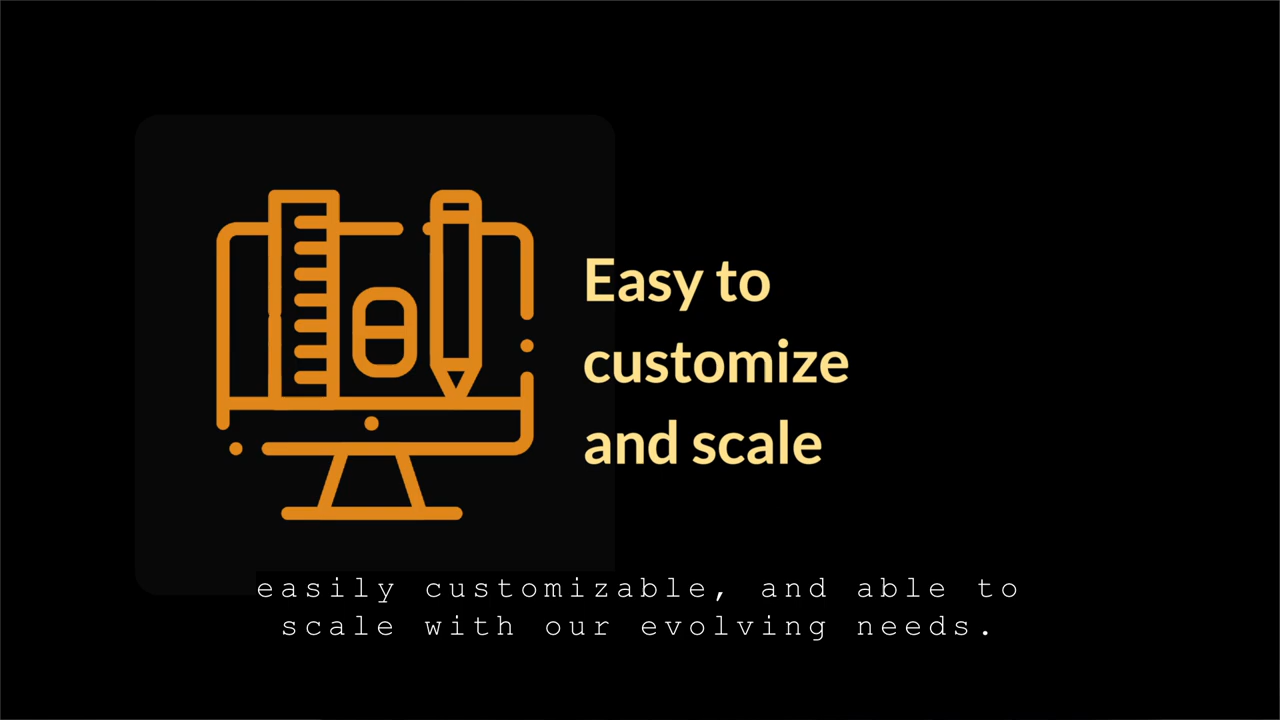 Easy to
customize
and scale
easily customizable, and able to
scale with our evolving needs.